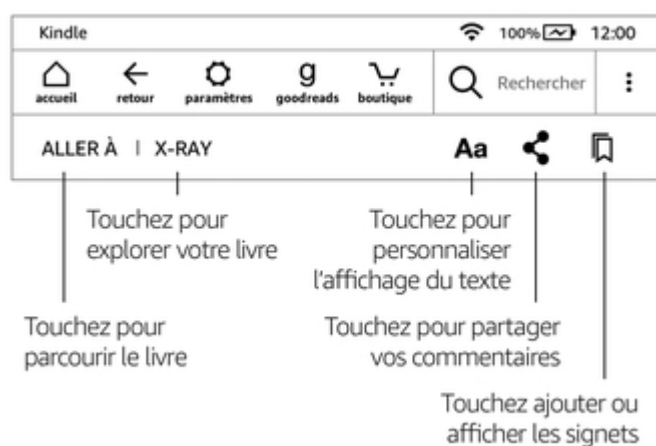 Kindle 100% 12:00
accueil retour paramètres goodreads boutique Rechercher
ALLER À | X-RAY Aa
Touchez pour
explorer votre livre
Touchez pour
personnaliser
l'affichage du texte
Touchez pour
parcourir le livre
Touchez pour partager
vos commentaires
Touchez ajouter ou
afficher les signets